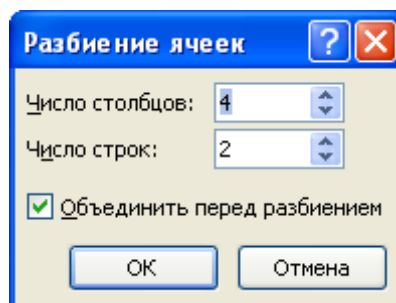 Разбиение ячеек
Число столбцов: 4
Число строк: 2
Объединить перед разбиением
ОК Отмена